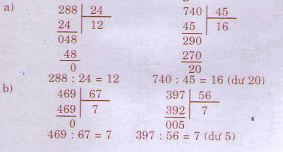 a)
288 24 740 45
24 12 45 16
048 290
48 270
0 20
288 : 24 = 12 740 : 45 = 16 (dư 20)
b)
469 67 397 56
469 7 392 7
0 005
469 : 67 = 7 397 : 56 = 7 (dư 5)